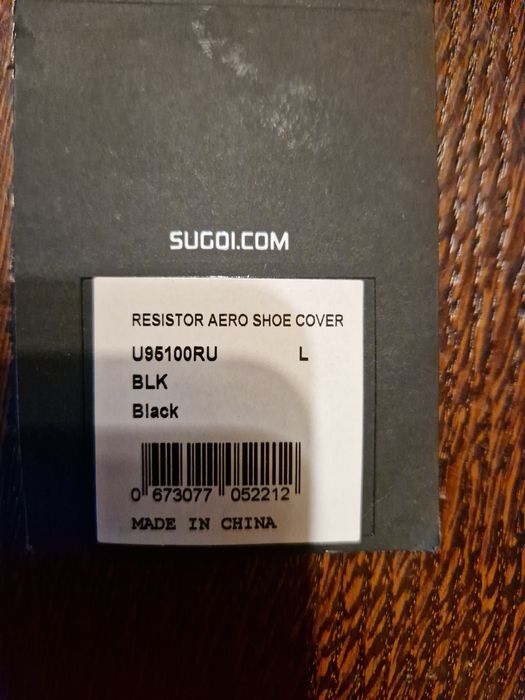 SUGOI.COM
RESISTOR AERO SHOE COVER
U95100RU L
BLK
Black
0 673077 052212
MADE IN CHINA